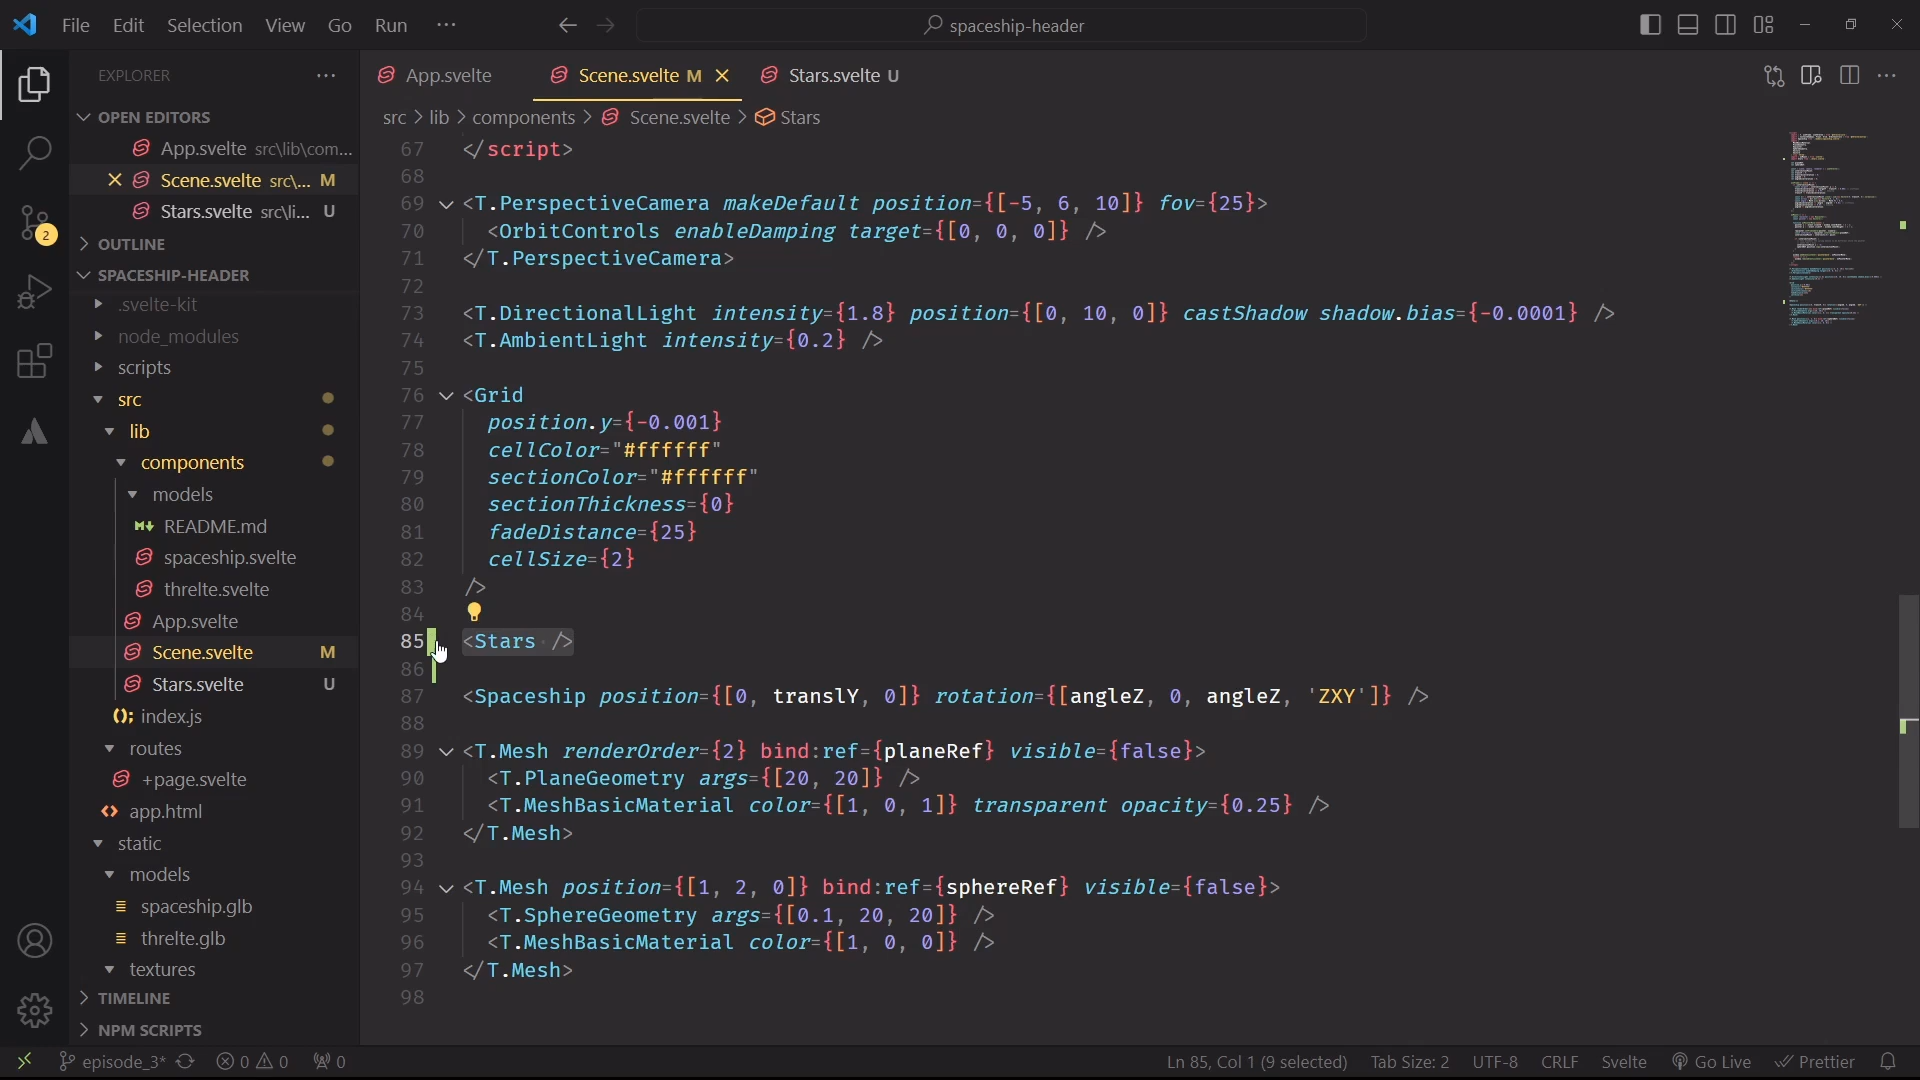 File Edit Selection View Go Run ···
spaceship-header
EXPLORER ···
App.svelte
Scene.svelte M
Stars.svelte U
OPEN EDITORS
src > lib > components > Scene.svelte > Stars
App.svelte src\lib\com...
Scene.svelte src\... M
Stars.svelte src\li... U
OUTLINE
SPACESHIP-HEADER
.svelte-kit
node_modules
scripts
src
lib
components
models
README.md
spaceship.svelte
threlte.svelte
App.svelte
Scene.svelte M
Stars.svelte U
index.js
routes
+page.svelte
app.html
static
models
spaceship.glb
threlte.glb
textures
TIMELINE
NPM SCRIPTS
67 </script>
68
69 <T.PerspectiveCamera makeDefault position={[-5, 6, 10]} fov={25}>
70 <OrbitControls enableDamping target={[0, 0, 0]} />
71 </T.PerspectiveCamera>
72
73 <T.DirectionalLight intensity={1.8} position={[0, 10, 0]} castShadow shadow.bias={-0.0001} />
74 <T.AmbientLight intensity={0.2} />
75
76 <Grid
77 position.y={-0.001}
78 cellColor="#ffffff"
79 sectionColor="#ffffff"
80 sectionThickness={0}
81 fadeDistance={25}
82 cellSize={2}
83 />
84
85 <Stars />
86
87 <Spaceship position={[0, translY, 0]} rotation={[angleZ, 0, angleZ, 'ZXY']} />
88
89 <T.Mesh renderOrder={2} bind:ref={planeRef} visible={false}>
90 <T.PlaneGeometry args={[20, 20]} />
91 <T.MeshBasicMaterial color={[1, 0, 1]} transparent opacity={0.25} />
92 </T.Mesh>
93
94 <T.Mesh position={[1, 2, 0]} bind:ref={sphereRef} visible={false}>
95 <T.SphereGeometry args={[0.1, 20, 20]} />
96 <T.MeshBasicMaterial color={[1, 0, 0]} />
97 </T.Mesh>
98
2
episode_3* 0 0 0
Ln 85, Col 1 (9 selected) Tab Size: 2 UTF-8 CRLF Svelte Go Live Prettier